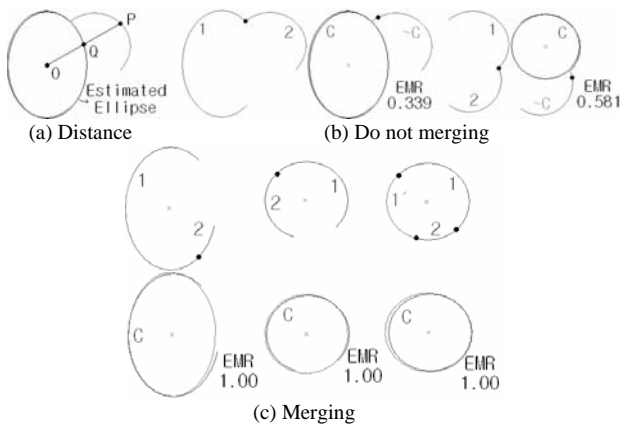 P
Q
O
Estimated
Ellipse
1
2
C
~C
EMR
0.339
1
2
C
~C
EMR
0.581
(a) Distance
(b) Do not merging
1
2
1
2
1
1′
2
C
EMR
1.00
C
EMR
1.00
C
EMR
1.00
(c) Merging